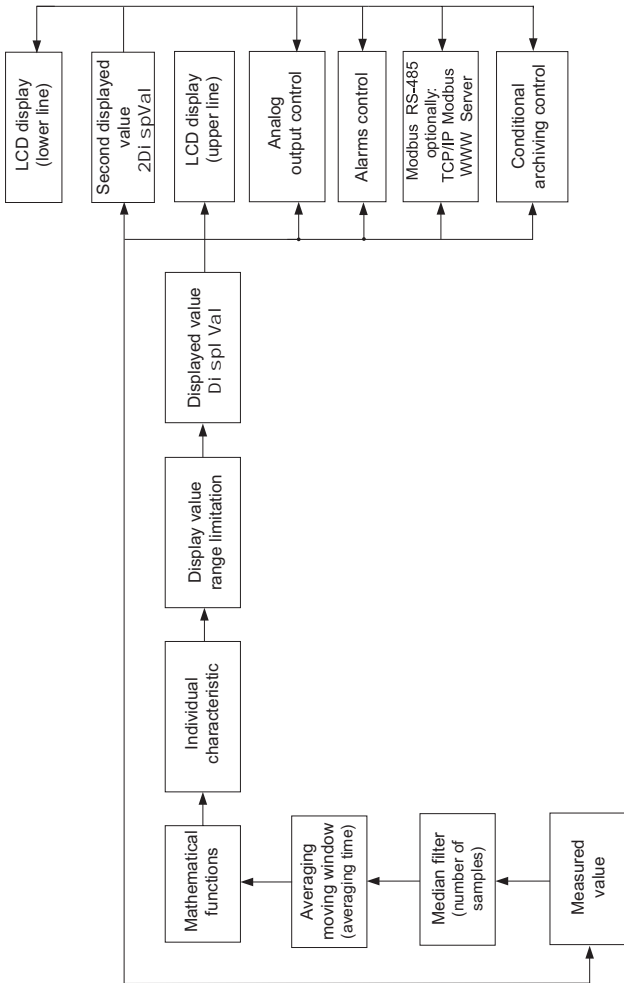 LCD display
(lower line)
Second displayed
value
2Di spVal
LCD display
(upper line)
Analog
output control
Alarms control
Modbus RS-485
optionally:
TCP/IP Modbus
WWW Server
Conditional
archiving control
Displayed value
Di spl Val
Display value
range limitation
Individual
characteristic
Mathematical
functions
Averaging
moving window
(averaging time)
Median filter
(number of
samples)
Measured
value